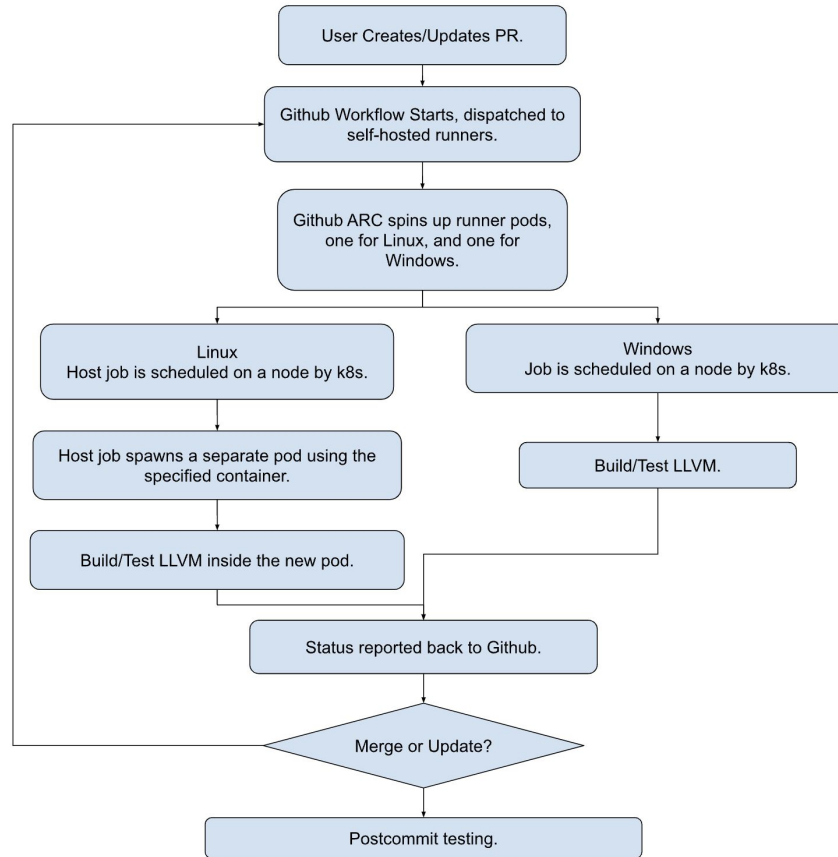 User Creates/Updates PR.
Github Workflow Starts, dispatched to
self-hosted runners.
Github ARC spins up runner pods,
one for Linux, and one for
Windows.
Linux
Host job is scheduled on a node by k8s.
Windows
Job is scheduled on a node by k8s.
Host job spawns a separate pod using the
specified container.
Build/Test LLVM.
Build/Test LLVM inside the new pod.
Status reported back to Github.
Merge or Update?
Postcommit testing.